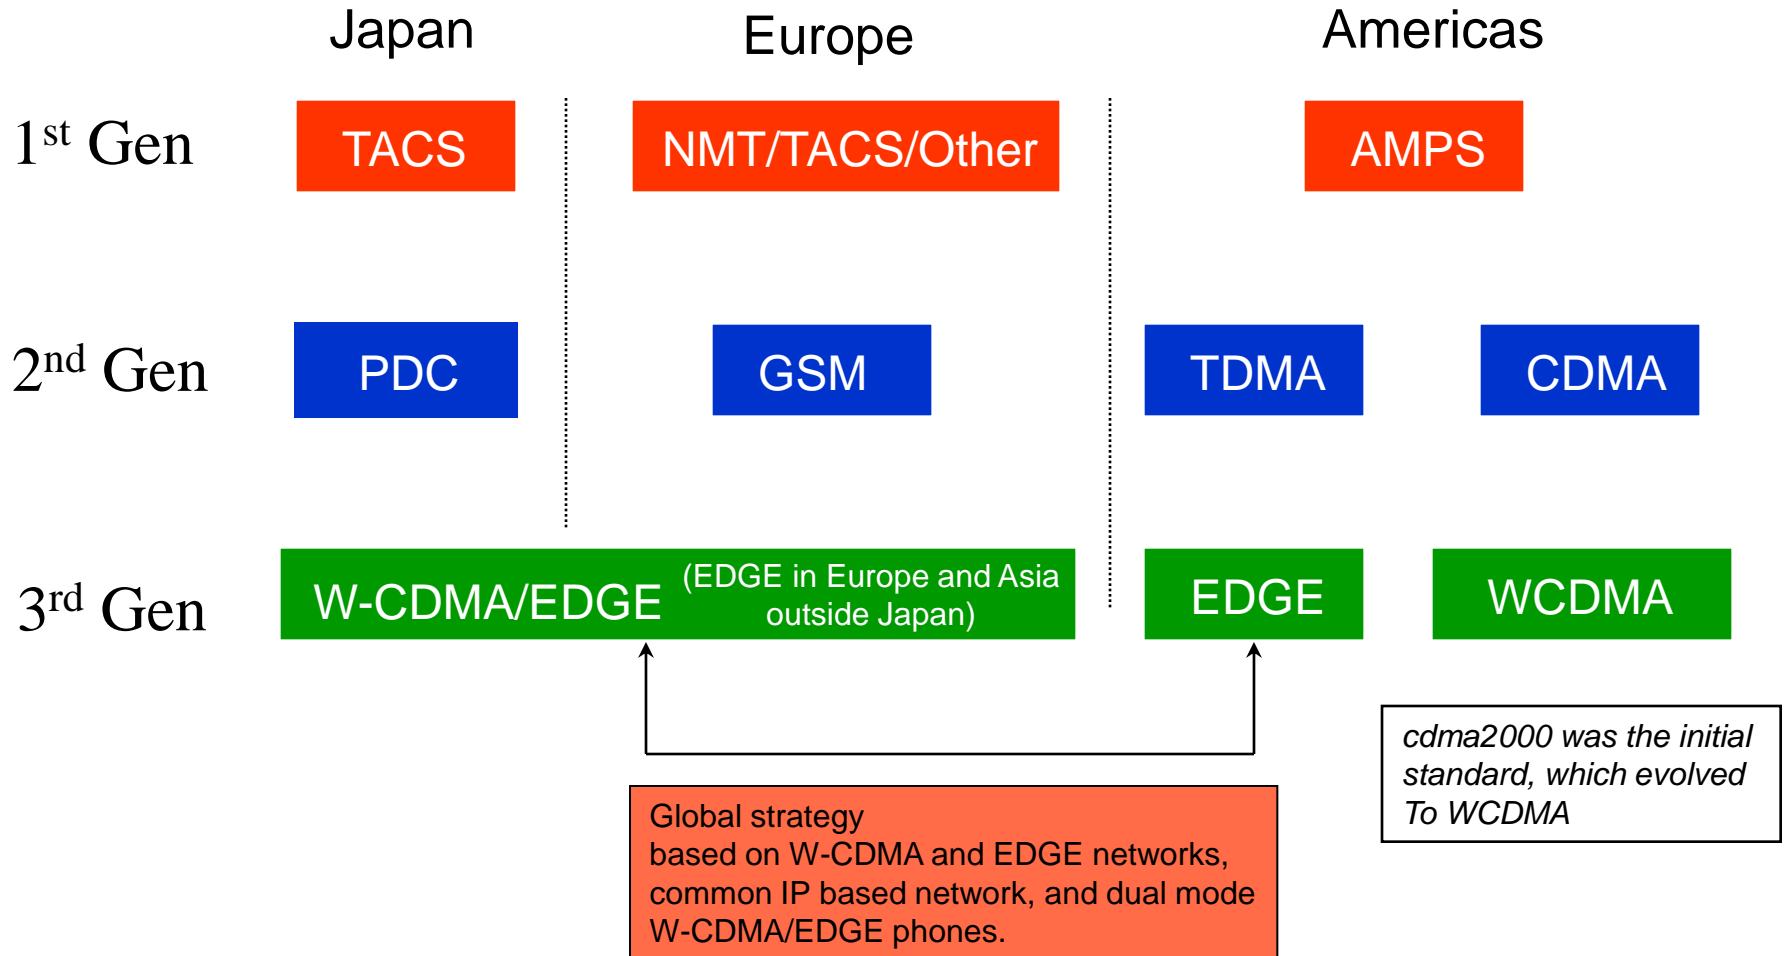 Japan Europe Americas
1st Gen TACS NMT/TACS/Other AMPS
2nd Gen PDC GSM TDMA CDMA
3rd Gen W-CDMA/EDGE (EDGE in Europe and Asia
outside Japan) EDGE WCDMA
cdma2000 was the initial
standard, which evolved
To WCDMA
Global strategy
based on W-CDMA and EDGE networks,
common IP based network, and dual mode
W-CDMA/EDGE phones.